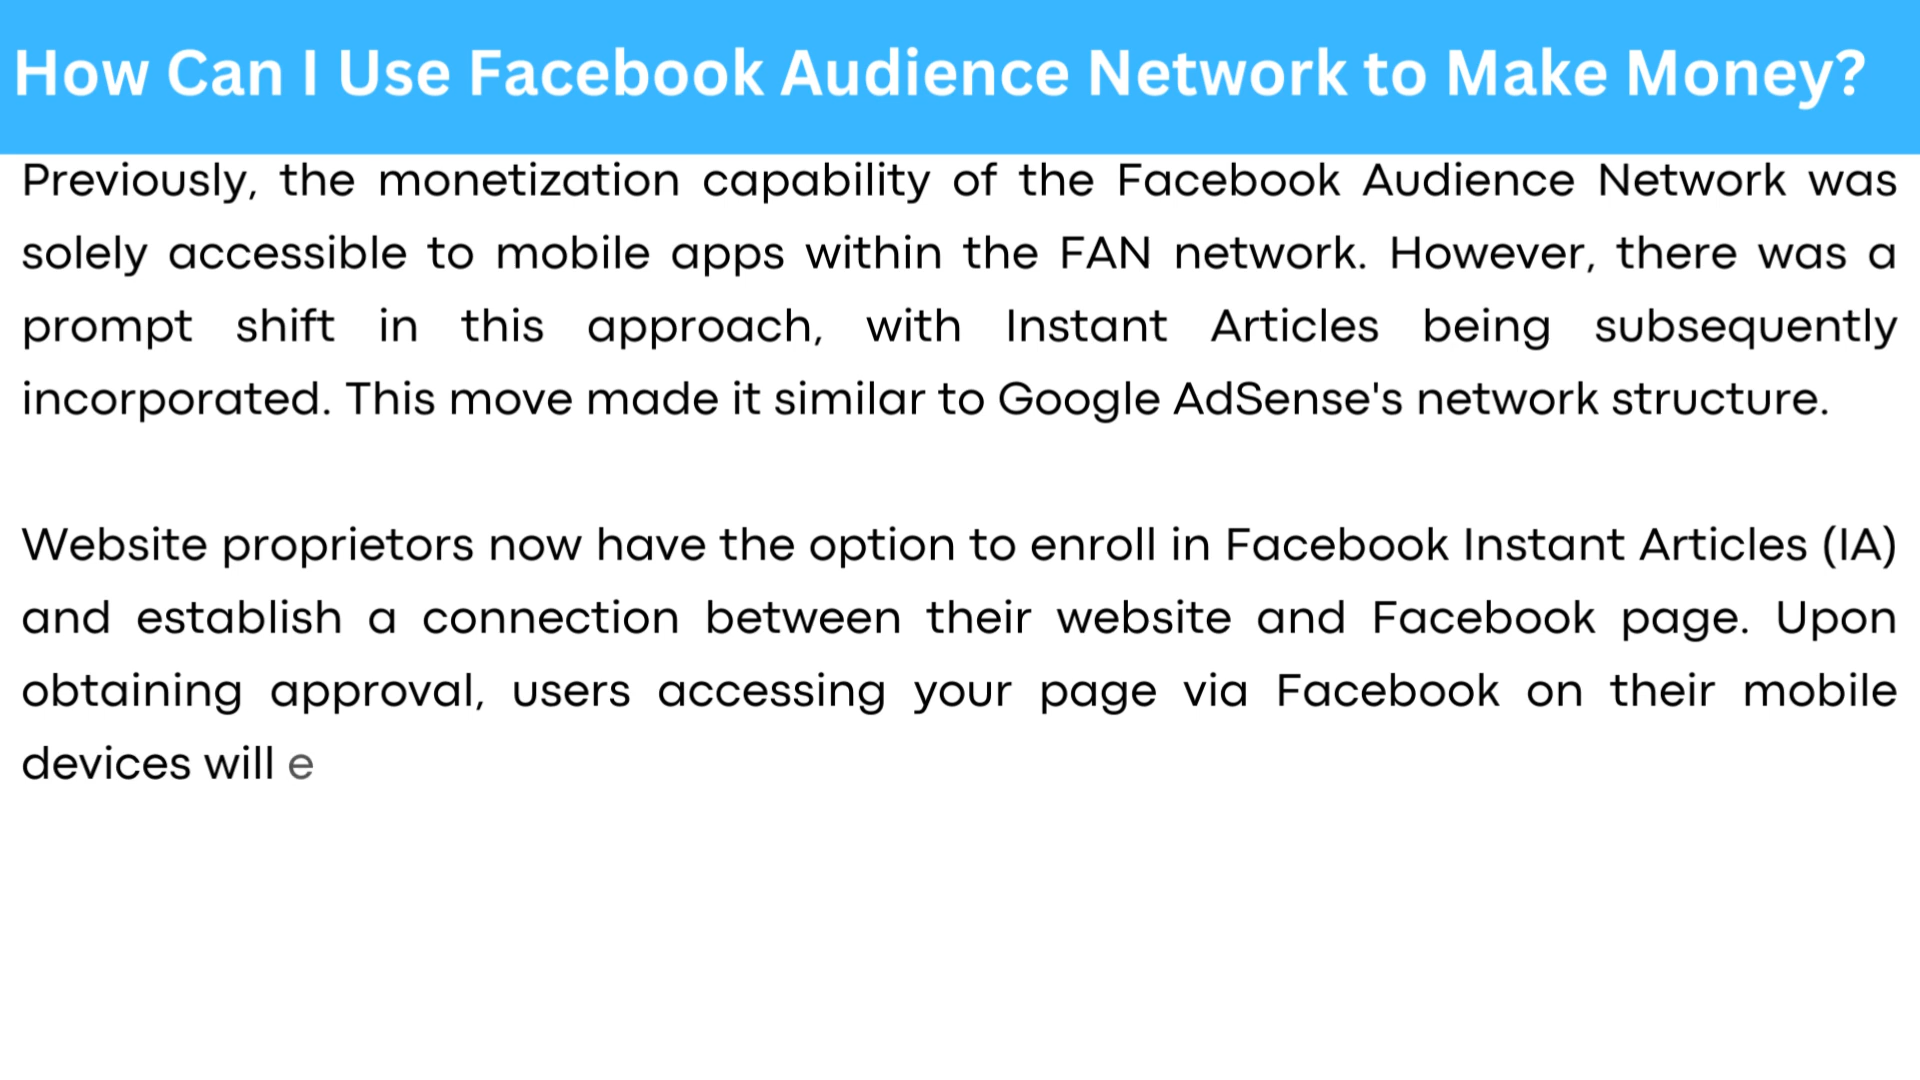 How Can I Use Facebook Audience Network to Make Money?
Previously, the monetization capability of the Facebook Audience Network was
solely accessible to mobile apps within the FAN network. However, there was a
prompt shift in this approach, with Instant Articles being subsequently
incorporated. This move made it similar to Google AdSense's network structure.
Website proprietors now have the option to enroll in Facebook Instant Articles (IA)
and establish a connection between their website and Facebook page. Upon
obtaining approval, users accessing your page via Facebook on their mobile
devices will e